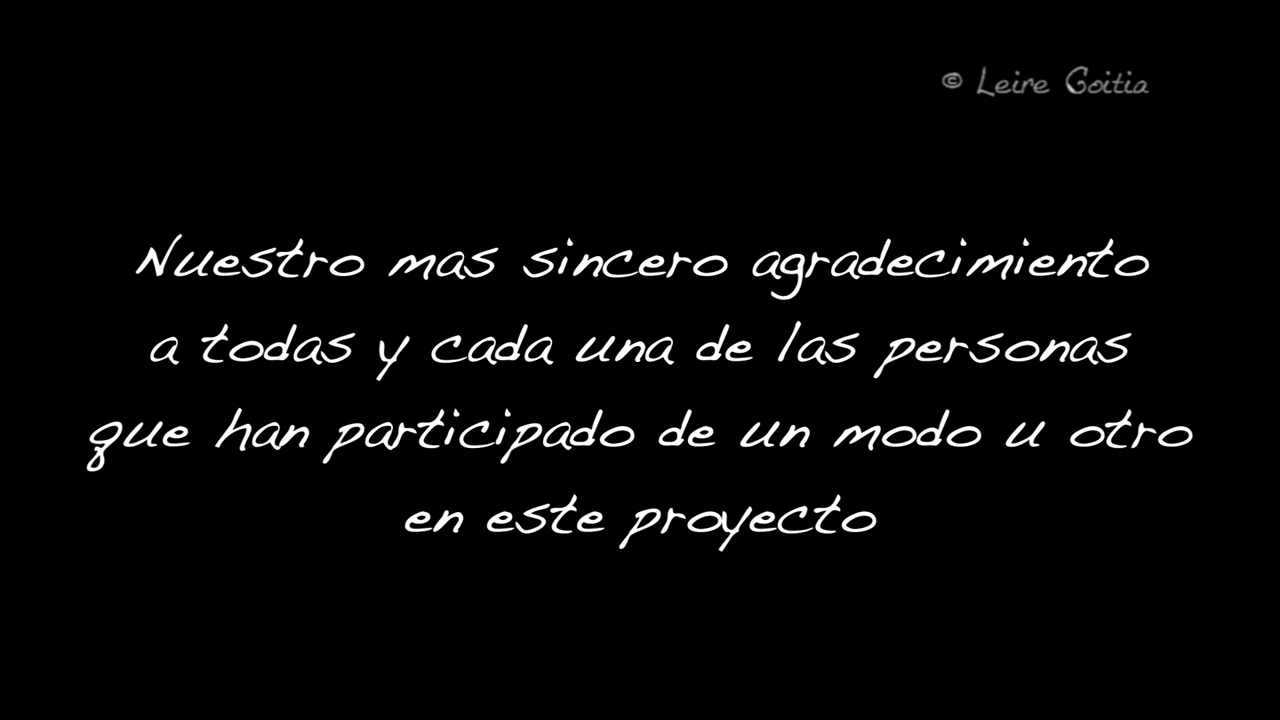 © Leire Goitia
Nuestro mas sincero agradecimiento
a todas y cada una de las personas
que han participado de un modo u otro
en este proyecto